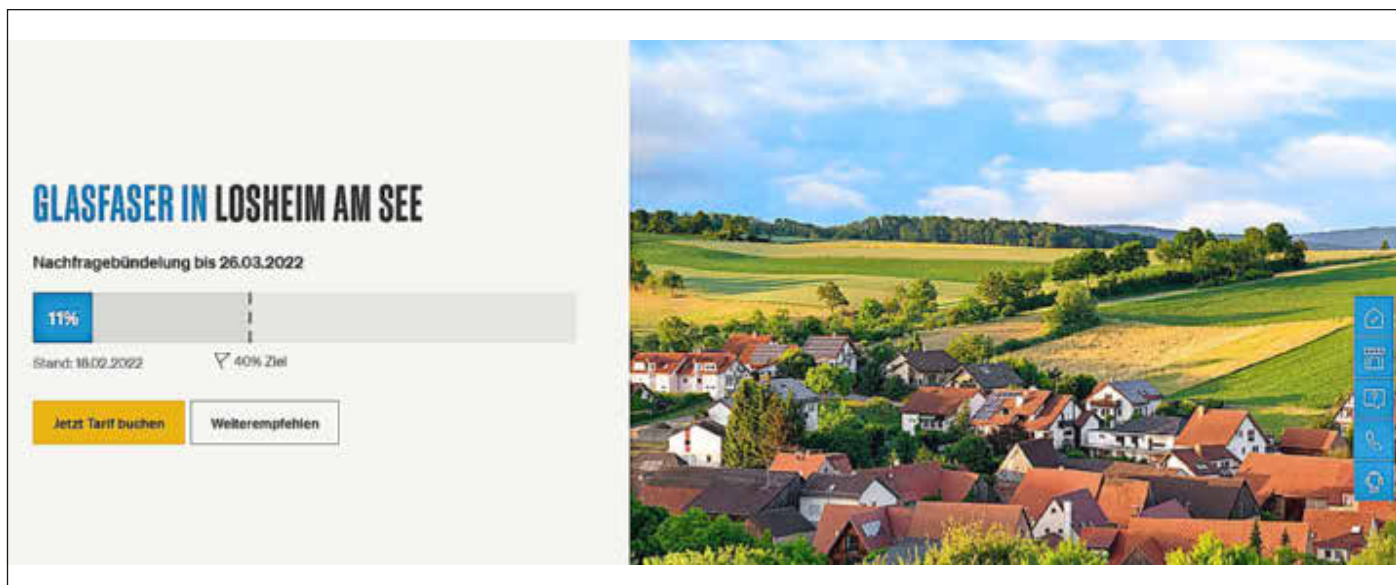 GLASFASER IN LOSHEIM AM SEE
Nachfragebündelung bis 26.03.2022
11%
Stand: 18.02.2022
40% Ziel
Jetzt Tarif buchen
Weiterempfehlen